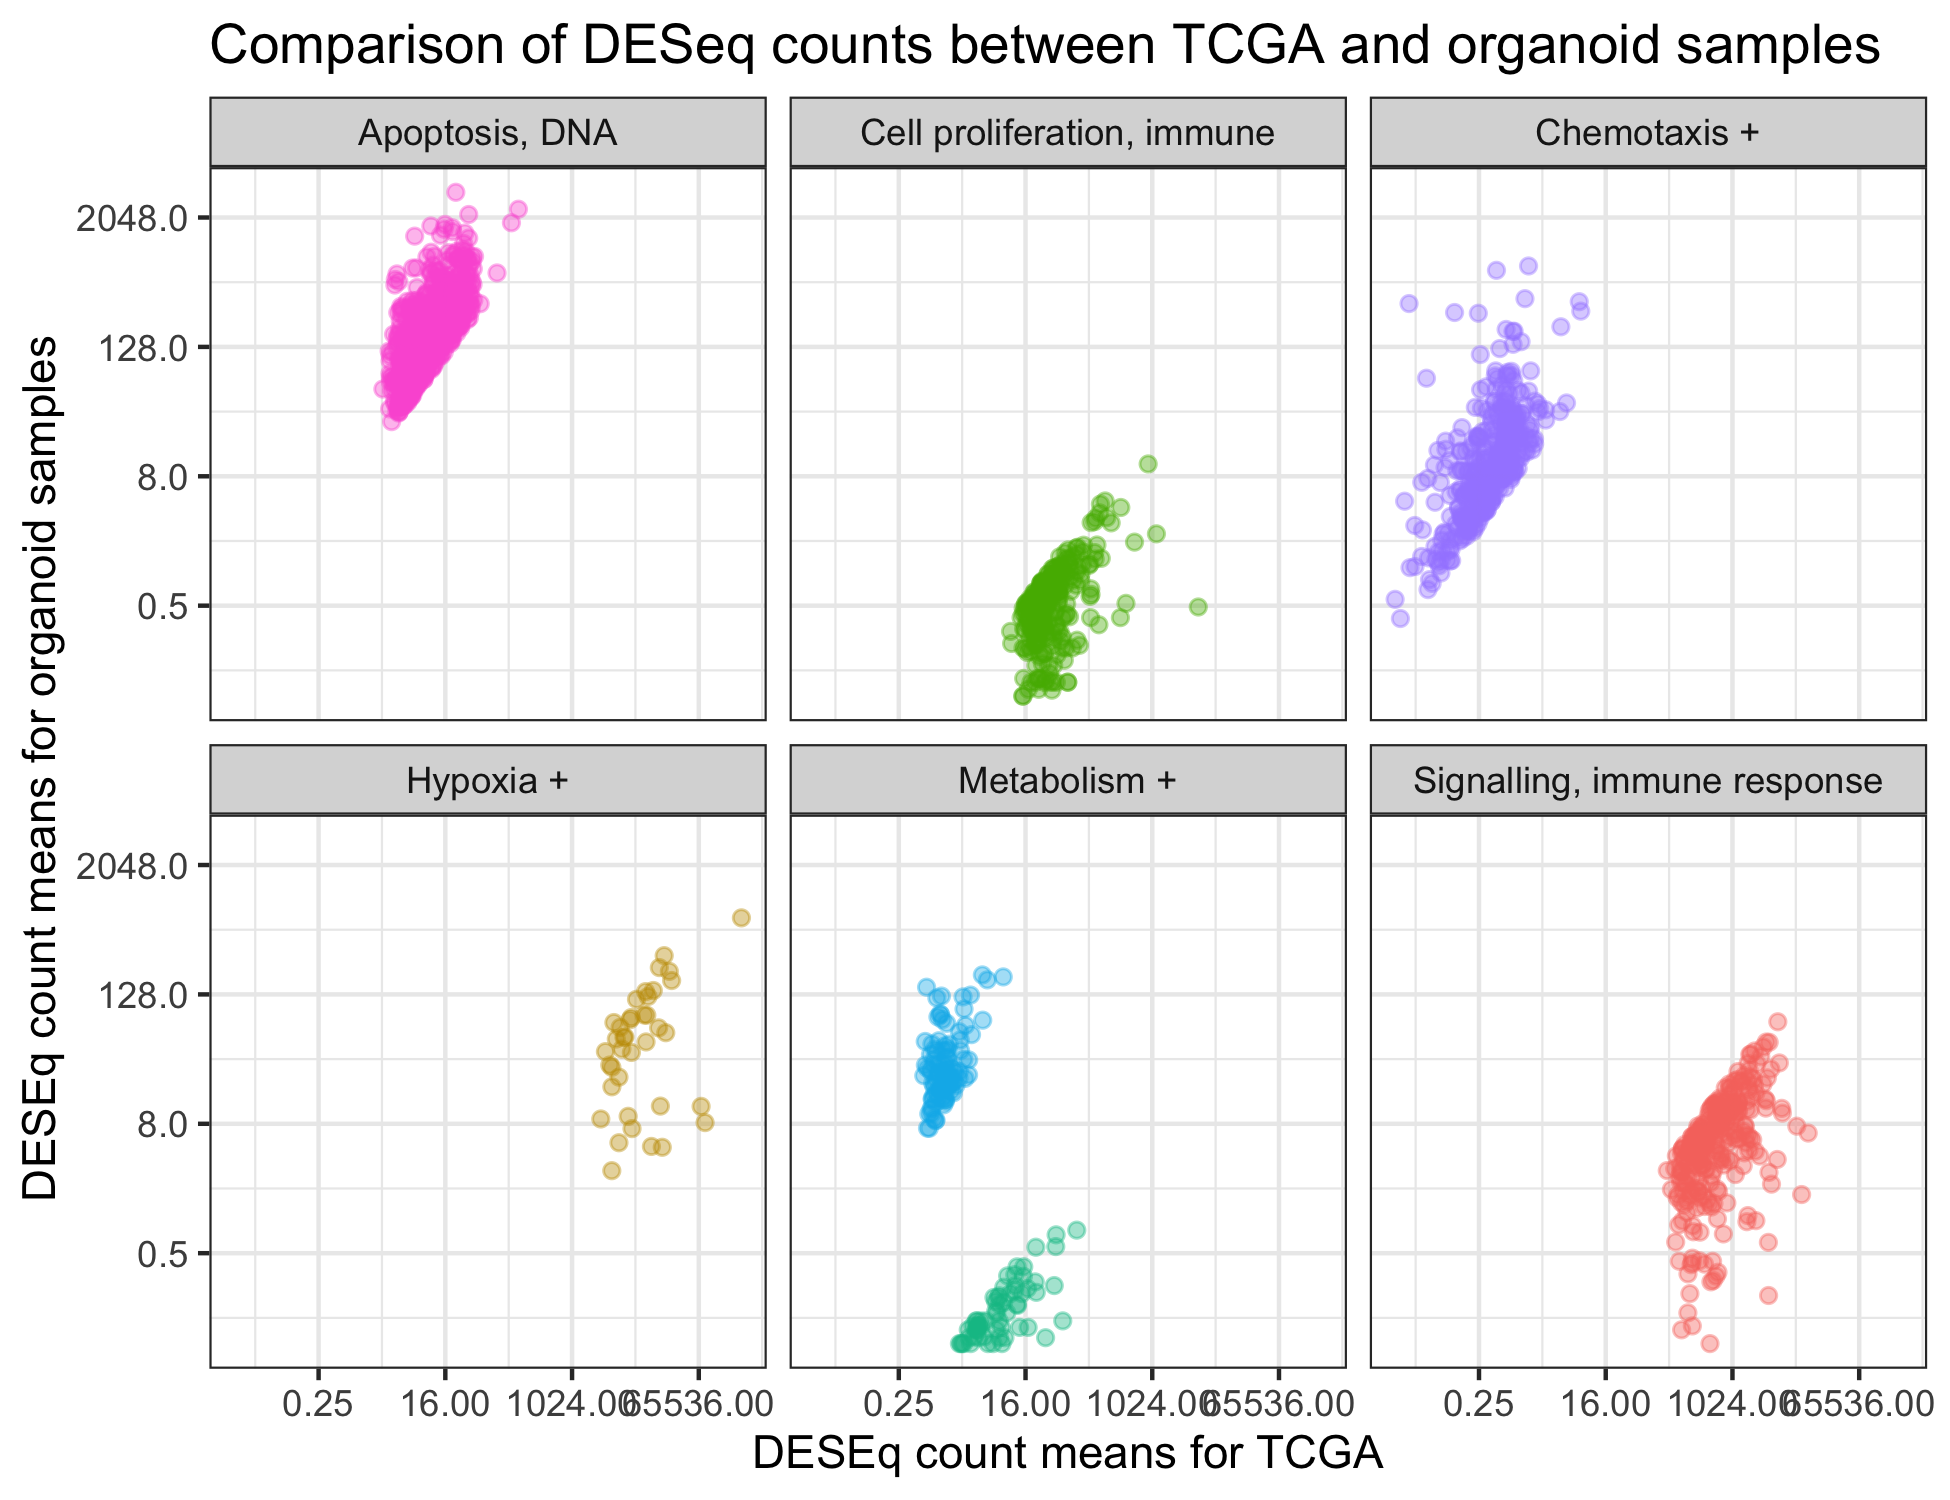 Comparison of DESeq counts between TCGA and organoid samples
Apoptosis, DNA
Cell proliferation, immune
Chemotaxis +
2048.0
128.0
8.0
0.5
Hypoxia +
Metabolism +
Signalling, immune response
2048.0
128.0
8.0
0.5
0.25 16.00 1024.00 65536.00
0.25 16.00 1024.00 65536.00
0.25 16.00 1024.00 65536.00
DESEq count means for TCGA
DESEq count means for organoid samples